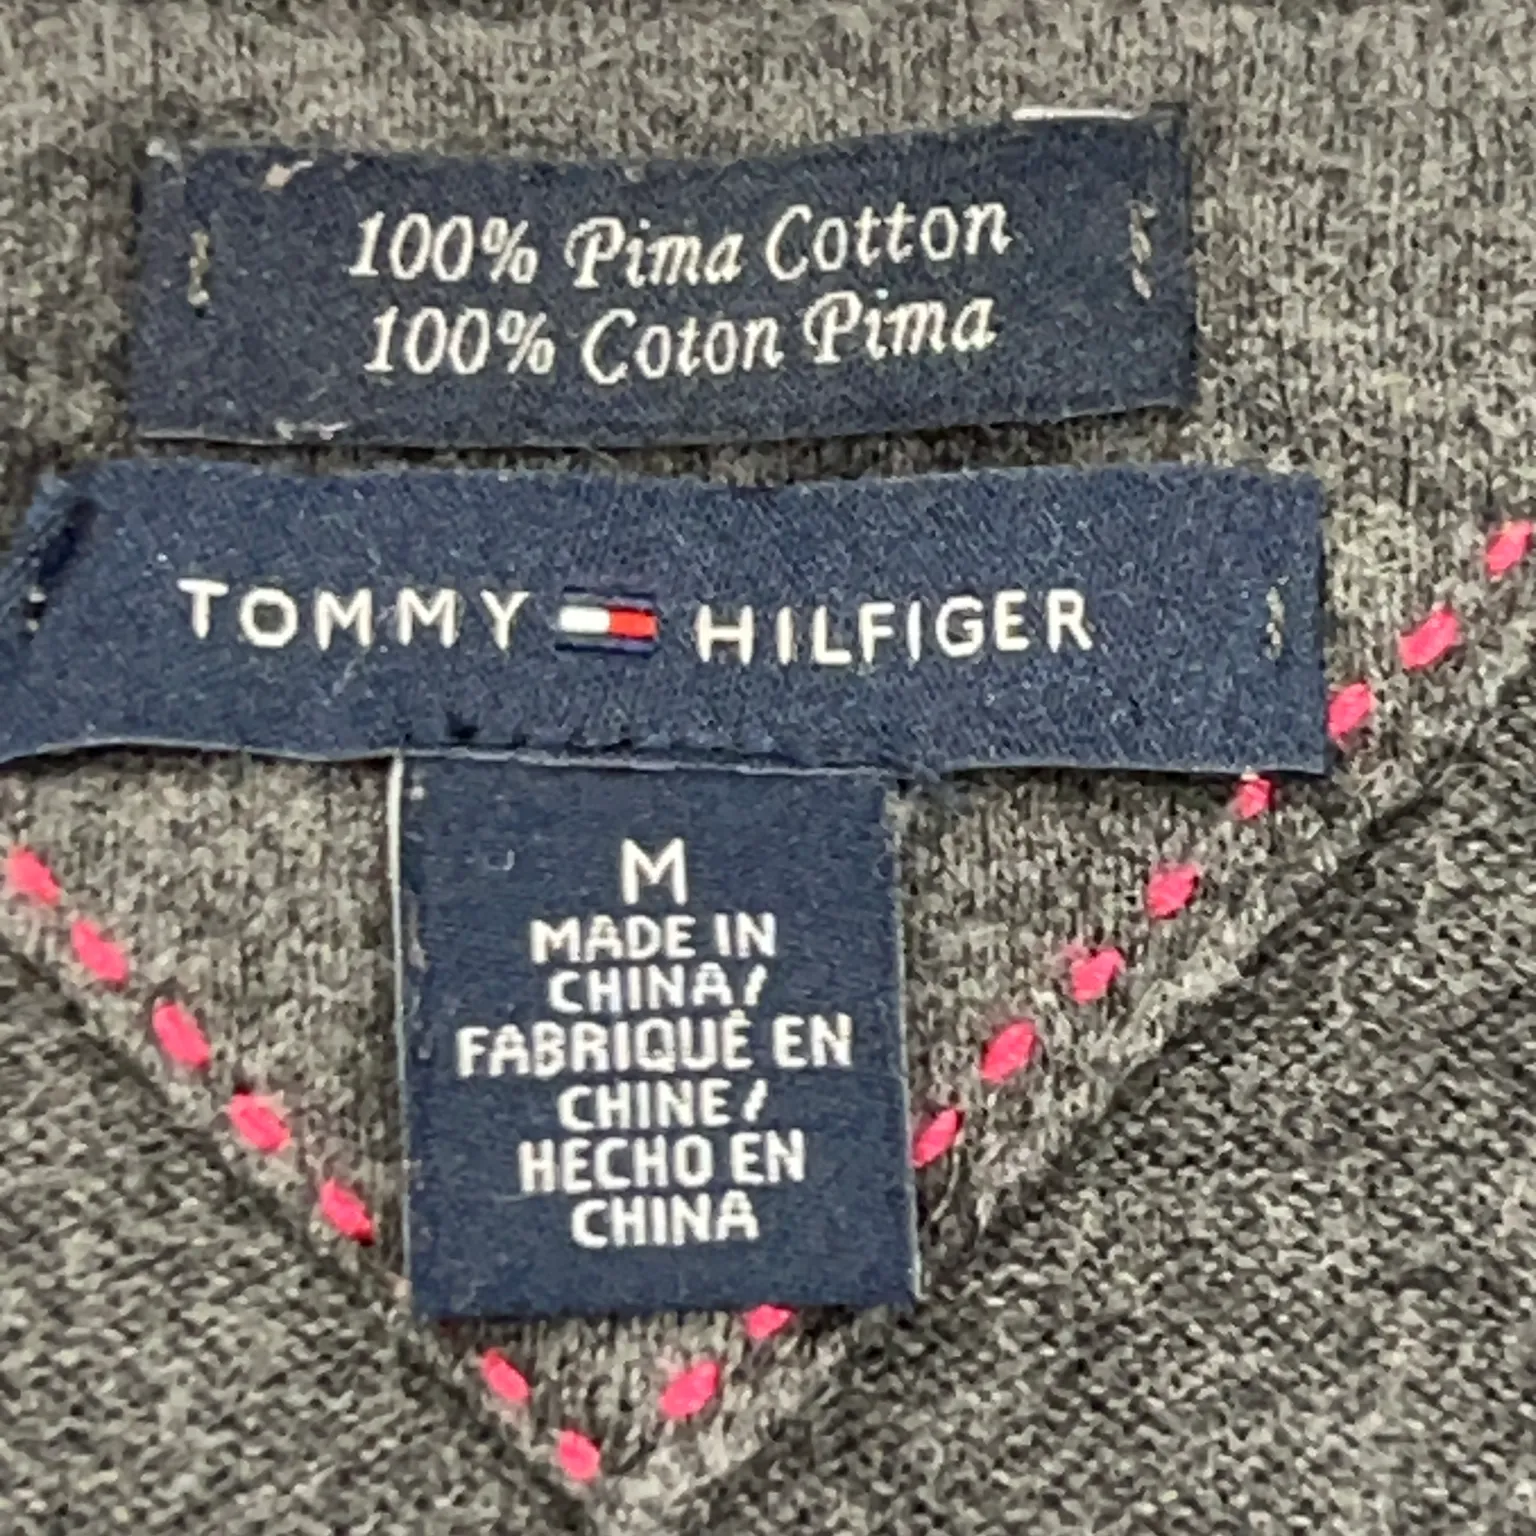 100% Pima Cotton
100% Coton Pima
TOMMY HILFIGER
M
MADE IN
CHINA/
FABRIQUÉ EN
CHINE/
HECHO EN
CHINA